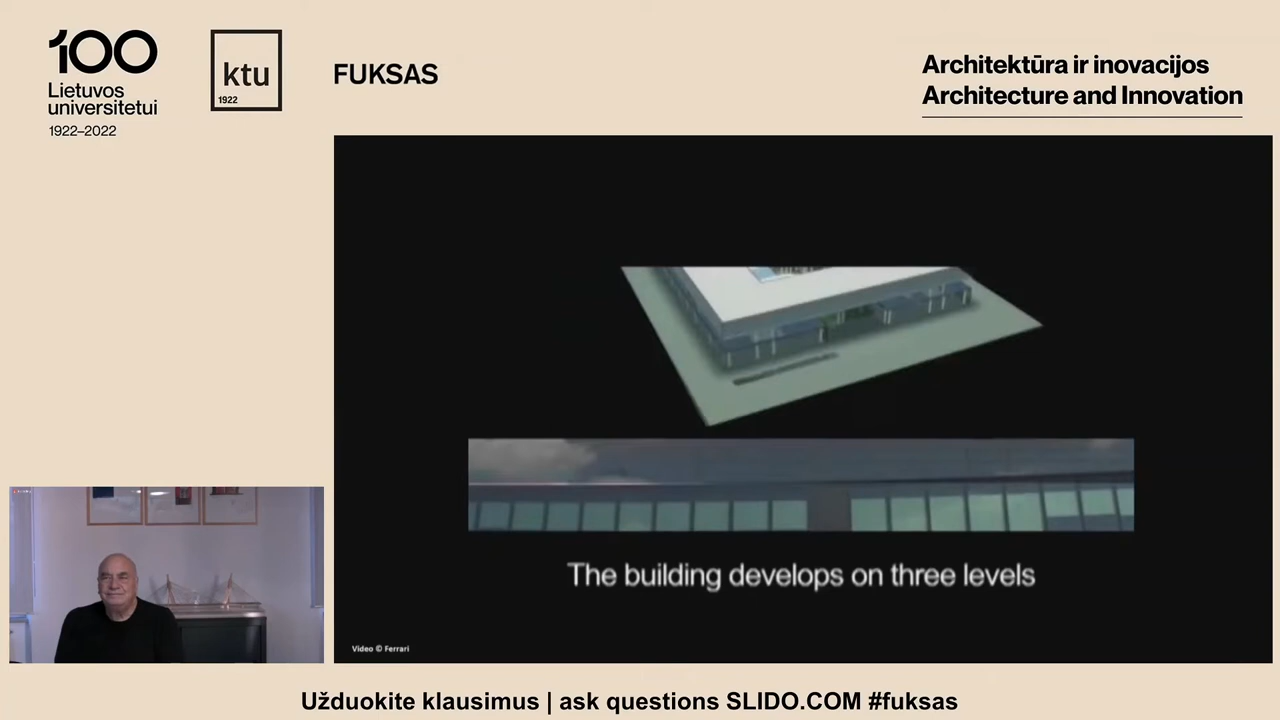 100
Lietuvos
universitetui
1922–2022
ktu
1922
FUKSAS
Architektūra ir inovacijos
Architecture and Innovation
The building develops on three levels
Video © Ferrari
Užduokite klausimus | ask questions SLIDO.COM #fuksas